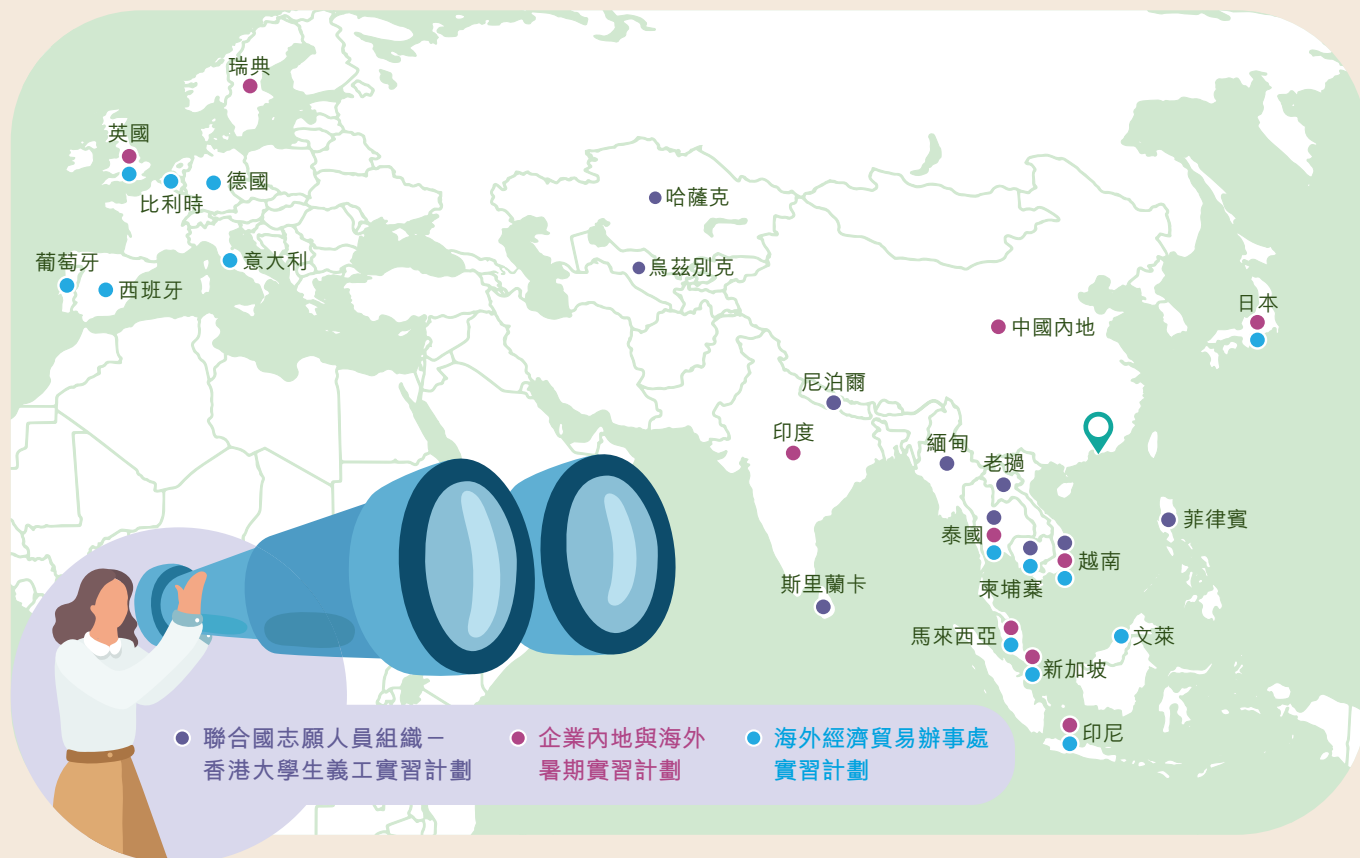 瑞典
英國
德國
比利時
哈薩克
葡萄牙
意大利
烏茲別克
西班牙
日本
中國內地
尼泊爾
印度
緬甸
老撾
菲律賓
泰國
越南
斯里蘭卡
柬埔寨
馬來西亞
文萊
新加坡
印尼
聯合國志願人員組織－
香港大學生義工實習計劃
企業內地與海外
暑期實習計劃
海外經濟貿易辦事處
實習計劃